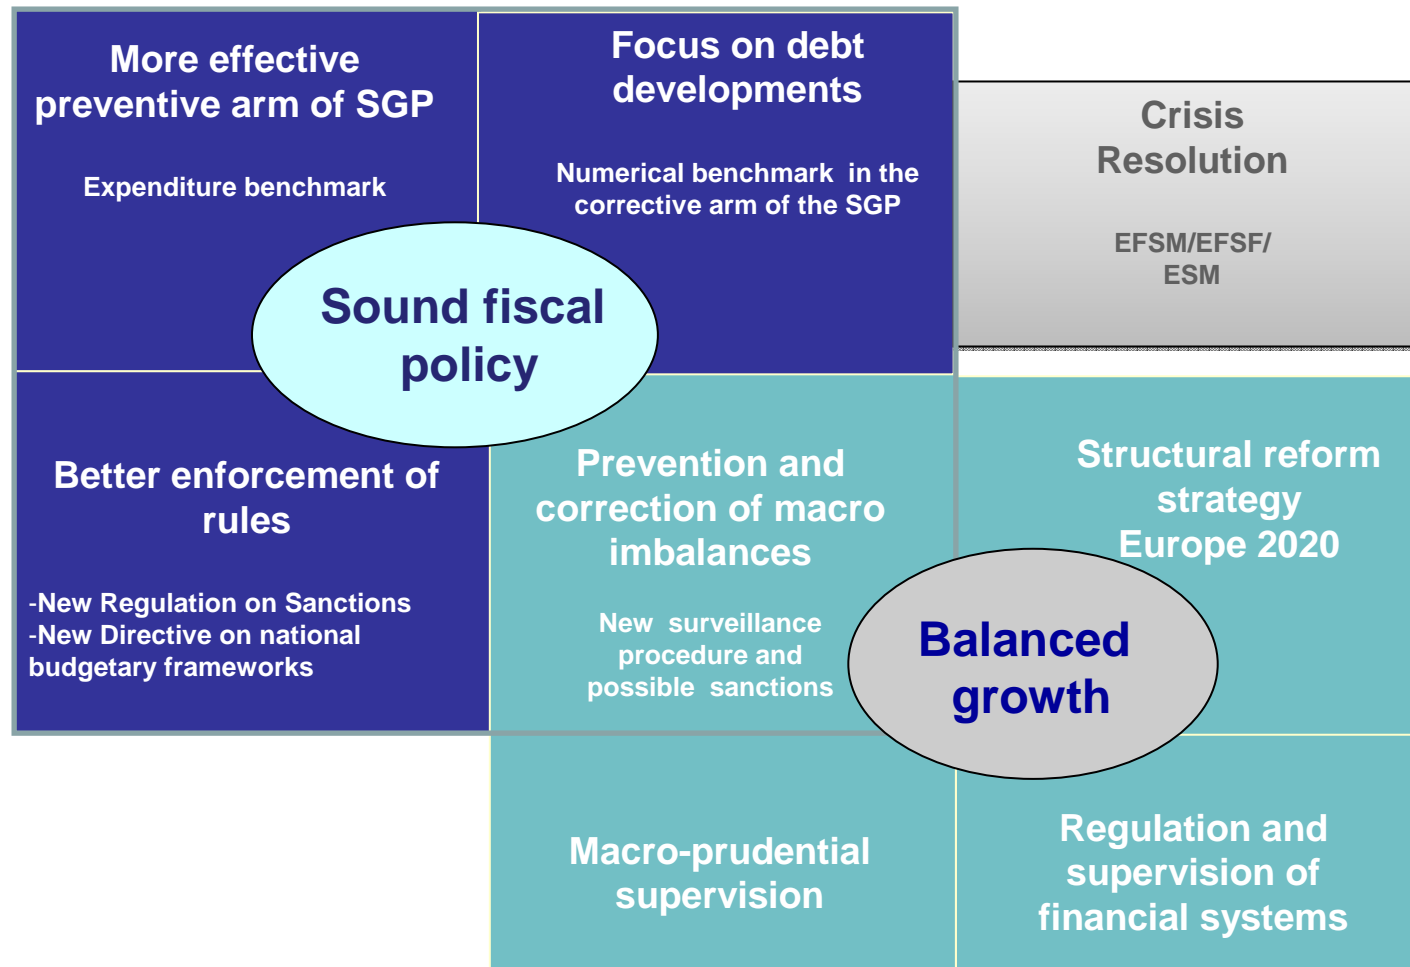 More effective
preventive arm of SGP
Expenditure benchmark
Focus on debt
developments
Numerical benchmark in the
corrective arm of the SGP
Crisis
Resolution
EFSM/EFSF/
ESM
Sound fiscal
policy
Better enforcement of
rules
-New Regulation on Sanctions
-New Directive on national
budgetary frameworks
Prevention and
correction of macro
imbalances
New surveillance
procedure and
possible sanctions
Structural reform
strategy
Europe 2020
Balanced
growth
Macro-prudential
supervision
Regulation and
supervision of
financial systems